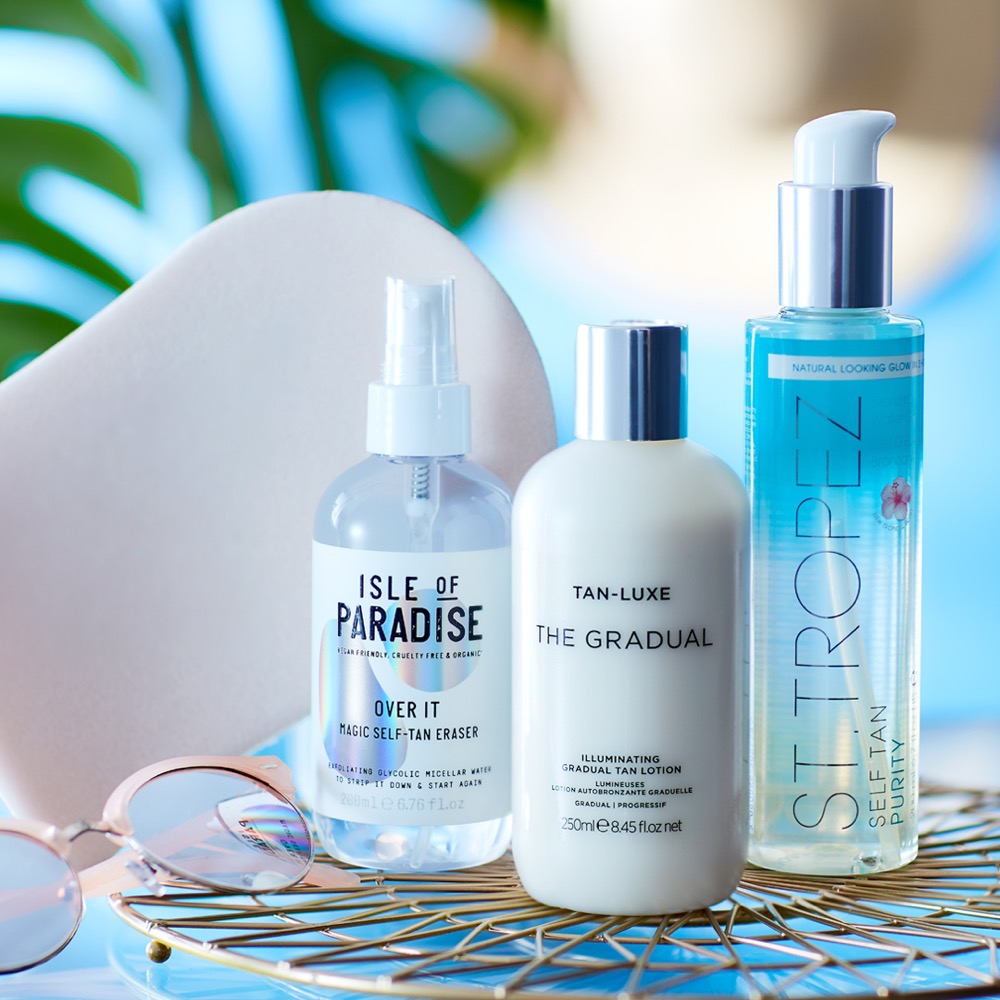 ISLE OF
PARADISE
VEGAN FRIENDLY, CRUELTY FREE & ORGANIC
OVER IT
MAGIC SELF-TAN ERASER
EXFOLIATING GLYCOLIC MICELLAR WATER
TO STRIP IT DOWN & START AGAIN
200ml ℮ 6.76 fl.oz
TAN-LUXE
THE GRADUAL
ILLUMINATING
GRADUAL TAN LOTION
LUMINEUSES
LOTION AUTOBRONZANTE GRADUELLE
GRADUAL | PROGRESSIF
250ml ℮ 8.45 fl.oz net
NATURAL LOOKING GLOW
ST.TROPEZ
SELF TAN
PURITY